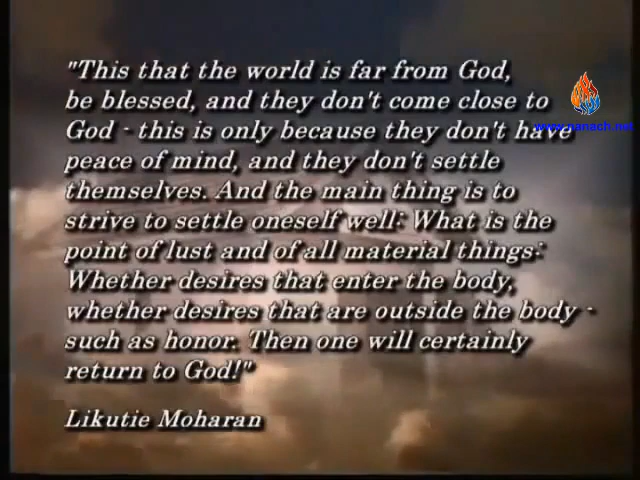 "This that the world is far from God,
be blessed, and they don't come close to
God - this is only because they don't have
www.nanach.net
peace of mind, and they don't settle
themselves. And the main thing is to
strive to settle oneself well: What is the
point of lust and of all material things:
Whether desires that enter the body,
whether desires that are outside the body -
such as honor. Then one will certainly
return to God!"
Likutie Moharan